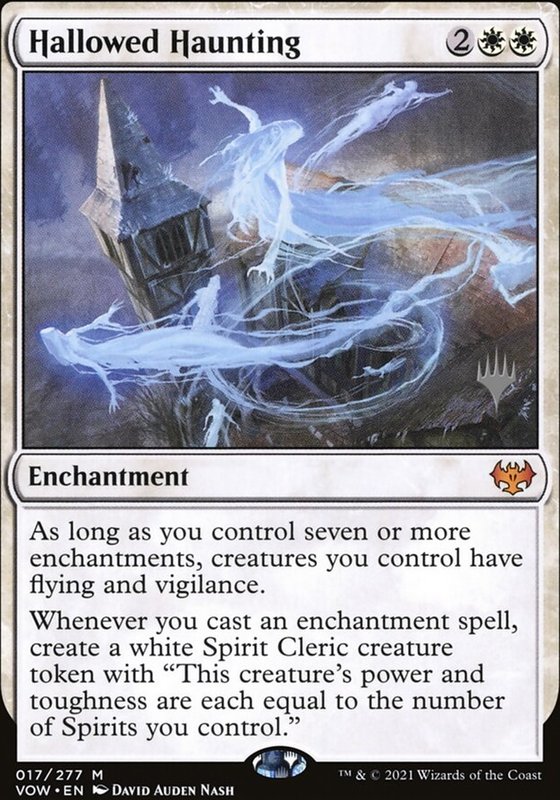 Hallowed Haunting 2
Enchantment
As long as you control seven or more
enchantments, creatures you control have
flying and vigilance.
Whenever you cast an enchantment spell,
create a white Spirit Cleric creature
token with “This creature’s power and
toughness are each equal to the number
of Spirits you control.”
017/277 M
VOW • EN DAVID AUDEN NASH
™ & © 2021 Wizards of the Coast